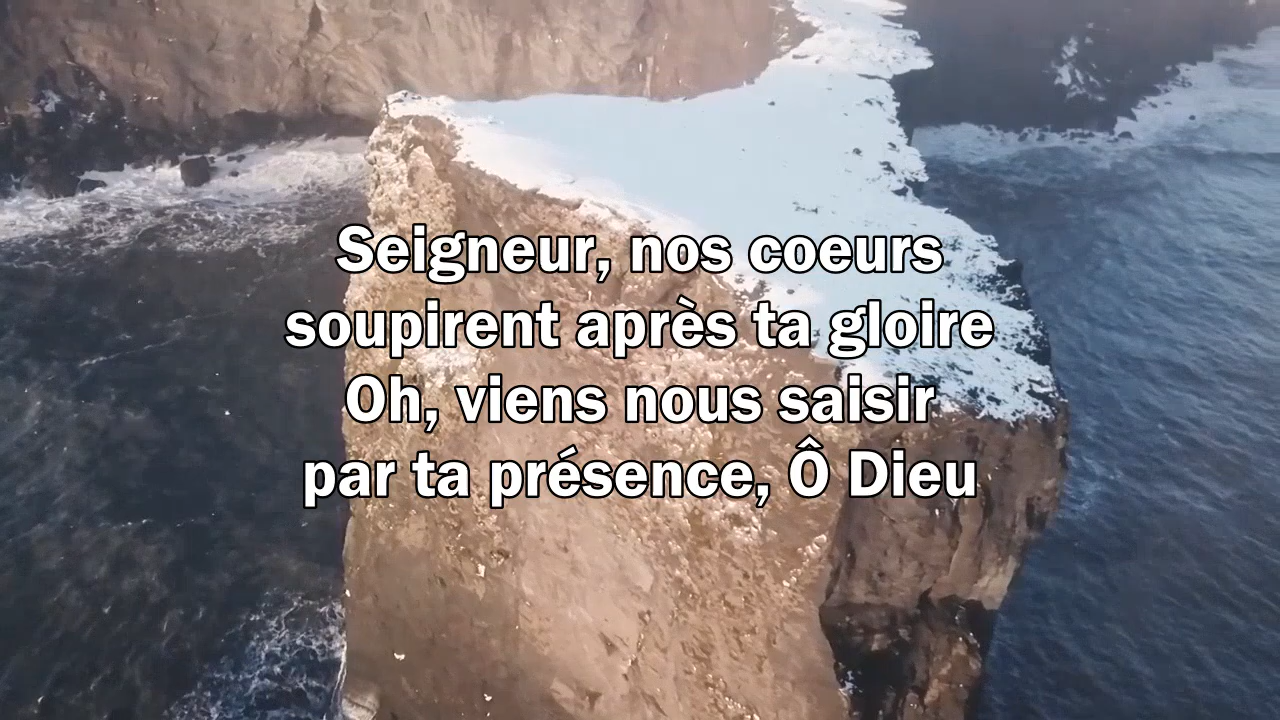 Seigneur, nos coeurs
soupirent après ta gloire
Oh, viens nous saisir
par ta présence, Ô Dieu